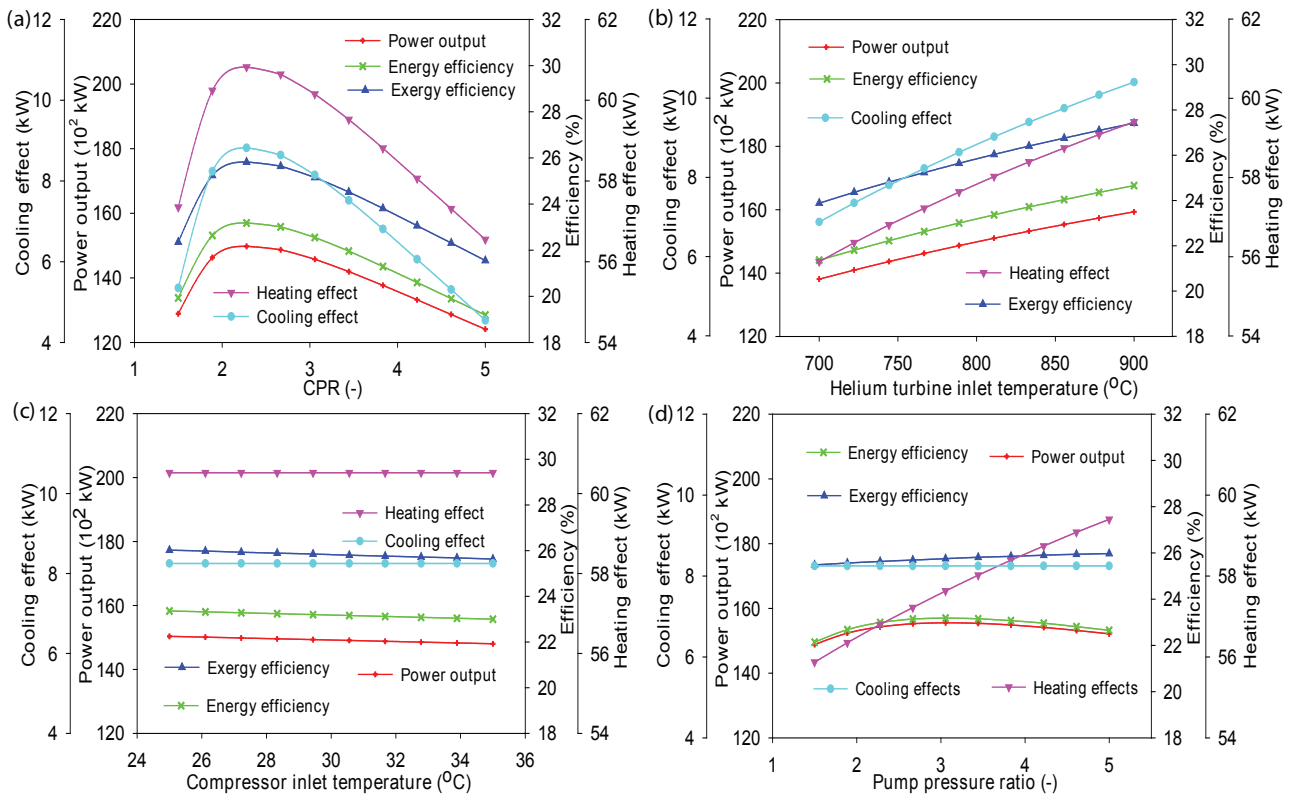 (a)
Cooling effect (kW)
12
10
8
6
4
Power output (10² kW)
220
200
180
160
140
120
Power output
Energy efficiency
Exergy efficiency
Heating effect
Cooling effect
1
2
3
4
5
CPR (-)
32
30
28
26
24
22
20
18
Efficiency (%)
62
60
58
56
54
Heating effect (kW)
(b)
Cooling effect (kW)
12
10
8
6
4
Power output (10² kW)
220
200
180
160
140
120
Power output
Energy efficiency
Cooling effect
Heating effect
Exergy efficiency
700
750
800
850
900
Helium turbine inlet temperature (⁰C)
32
30
28
26
24
22
20
18
Efficiency (%)
62
60
58
56
54
Heating effect (kW)
(c)
Cooling effect (kW)
12
10
8
6
4
Power output (10² kW)
220
200
180
160
140
120
Heating effect
Cooling effect
Exergy efficiency
Power output
Energy efficiency
24
26
28
30
32
34
36
Compressor inlet temperature (⁰C)
32
30
28
26
24
22
20
18
Efficiency (%)
62
60
58
56
54
Heating effect (kW)
(d)
Cooling effect (kW)
12
10
8
6
4
Power output (10² kW)
220
200
180
160
140
120
Energy efficiency
Power output
Exergy efficiency
Cooling effects
Heating effects
1
2
3
4
5
Pump pressure ratio (-)
32
30
28
26
24
22
20
18
Efficiency (%)
62
60
58
56
54
Heating effect (kW)